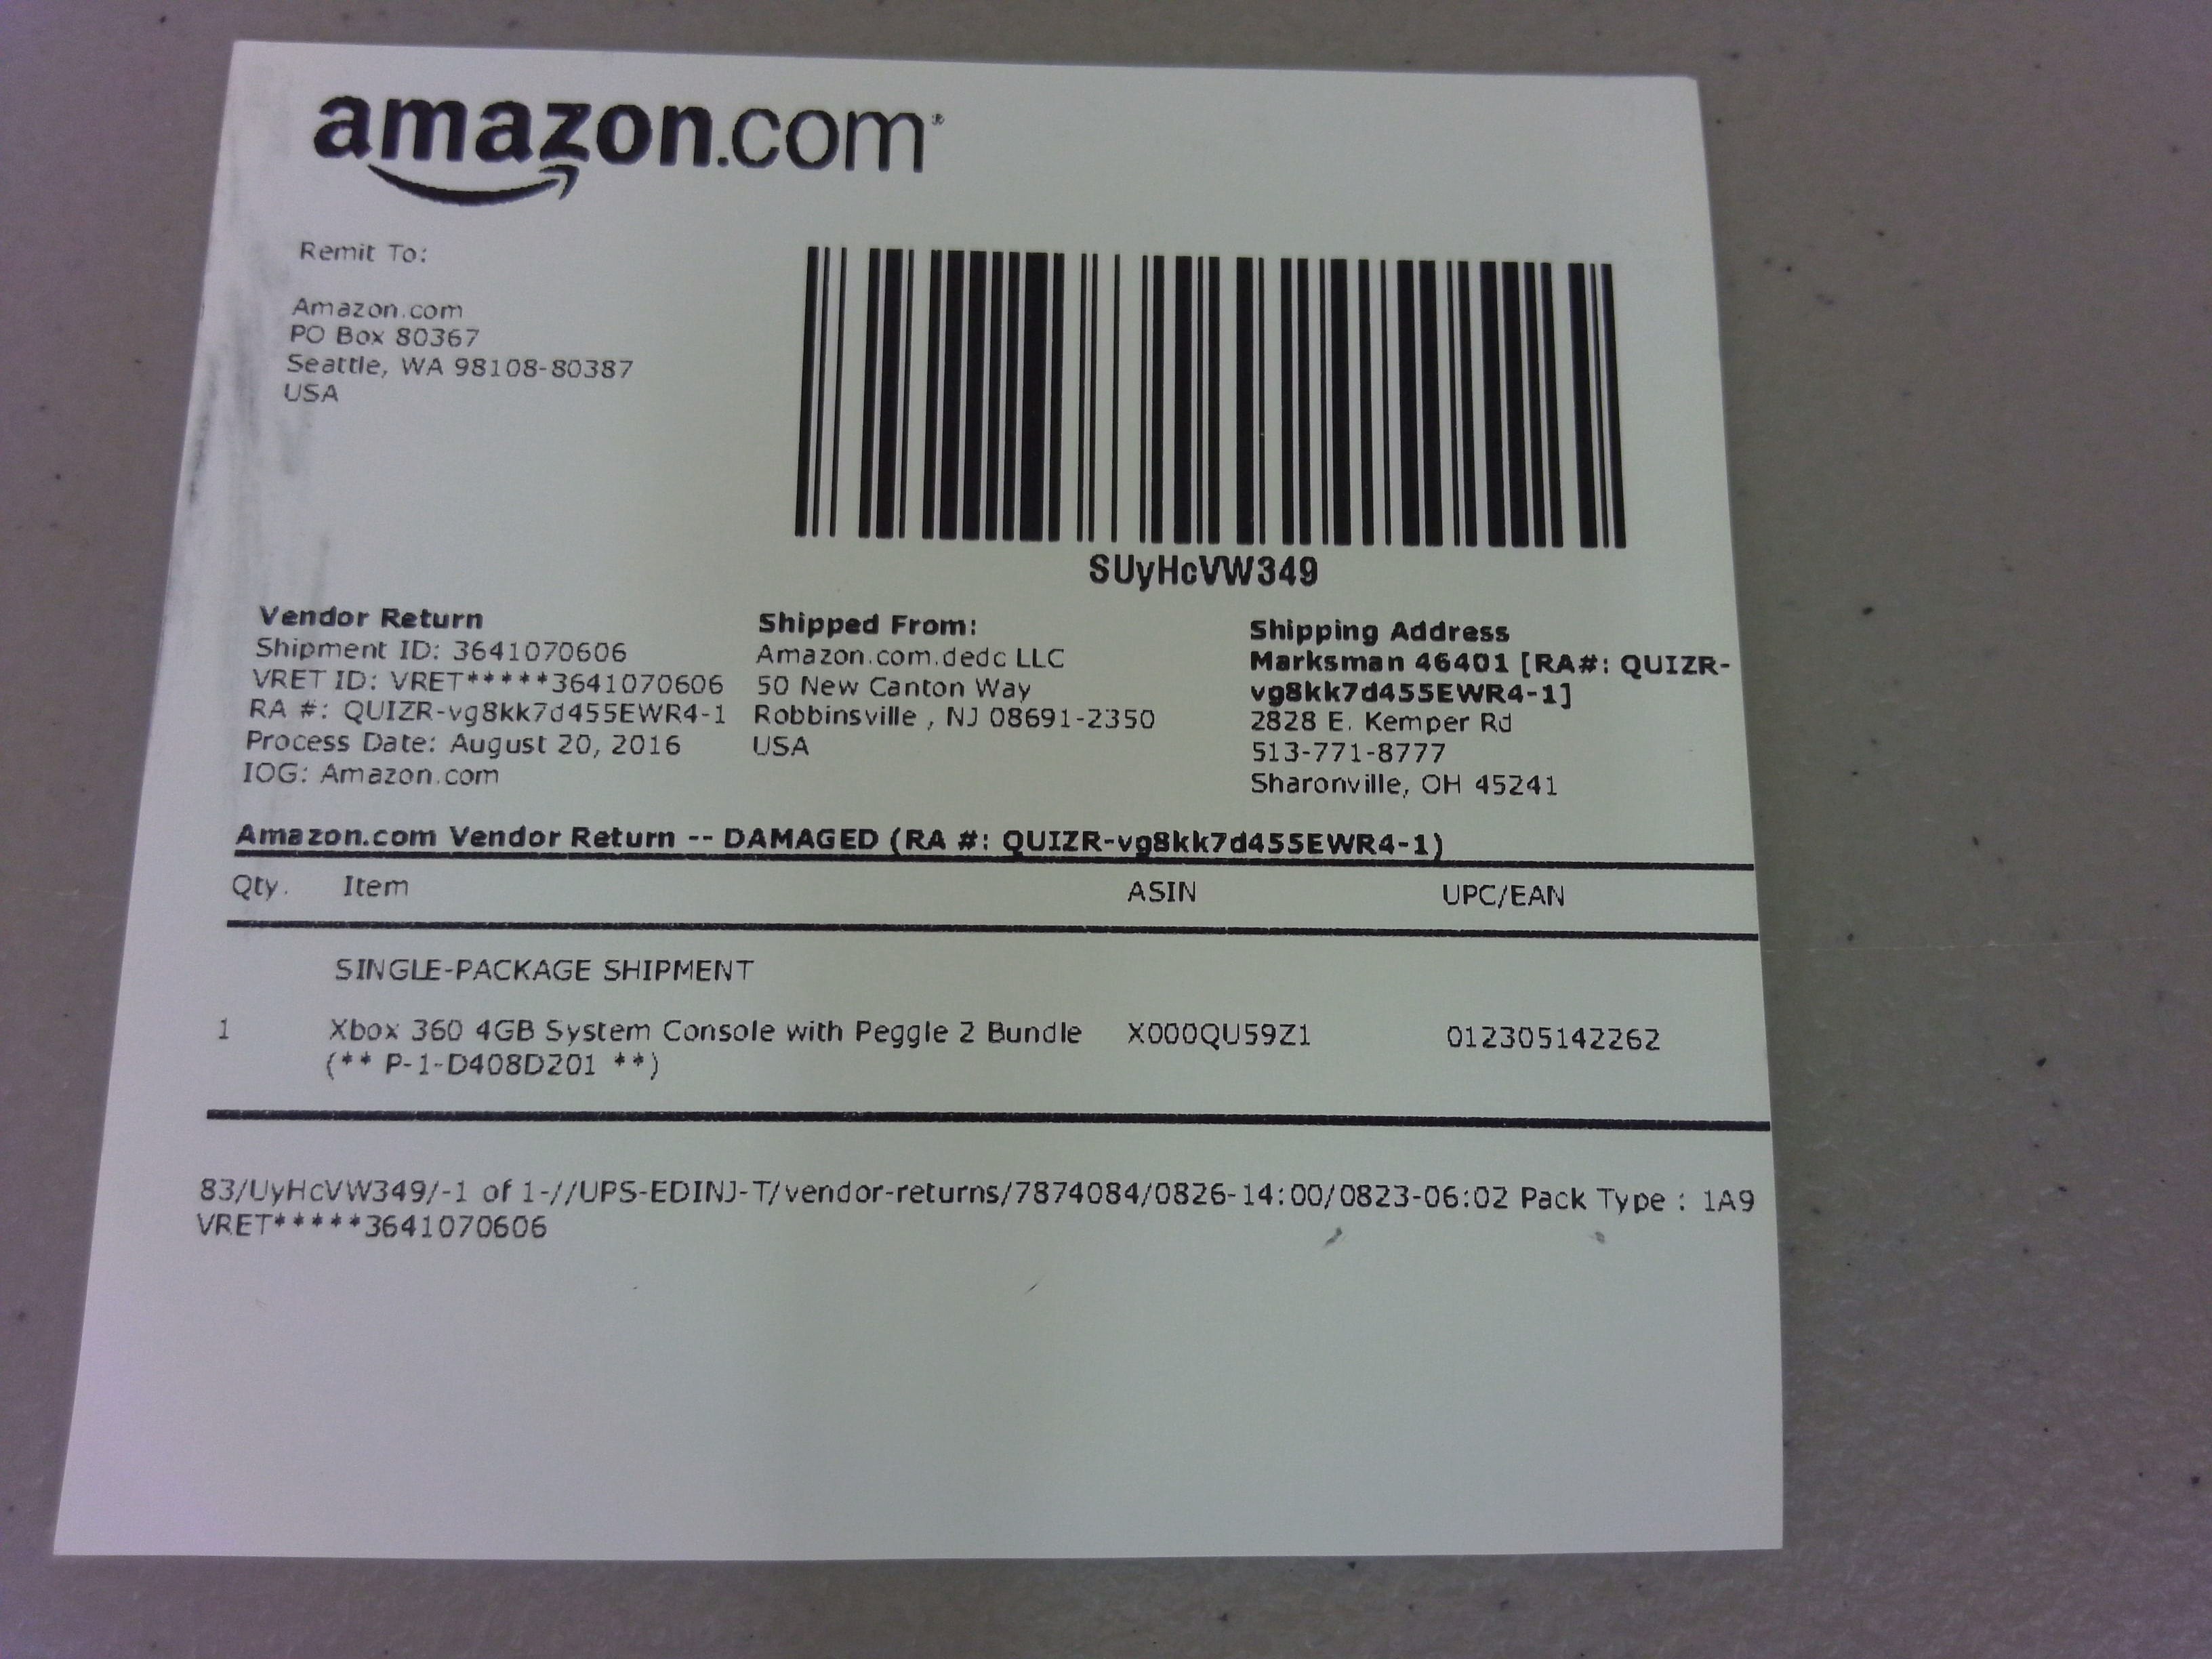 amazon.com
Remit To:
Amazon.com
PO Box 80367
Seattle, WA 98108-80387
USA
SUyHcVW349
Vendor Return
Shipment ID: 3641070606
VRET ID: VRET*****3641070606
RA #: QUIZR-vg8kk7d455EWR4-1
Process Date: August 20, 2016
IOG: Amazon.com
Shipped From:
Amazon.com.dedc LLC
50 New Canton Way
Robbinsville , NJ 08691-2350
USA
Shipping Address
Marksman 46401 [RA#: QUIZR-
vg8kk7d455EWR4-1]
2828 E. Kemper Rd
513-771-8777
Sharonville, OH 45241
Amazon.com Vendor Return -- DAMAGED (RA #: QUIZR-vg8kk7d455EWR4-1)
Qty. Item ASIN UPC/EAN
SINGLE-PACKAGE SHIPMENT
1 Xbox 360 4GB System Console with Peggle 2 Bundle X000QU59Z1 012305142262
(** P-1-D408D201 **)
83/UyHcVW349/-1 of 1-//UPS-EDINJ-T/vendor-returns/7874084/0826-14:00/0823-06:02 Pack Type : 1A9
VRET*****3641070606